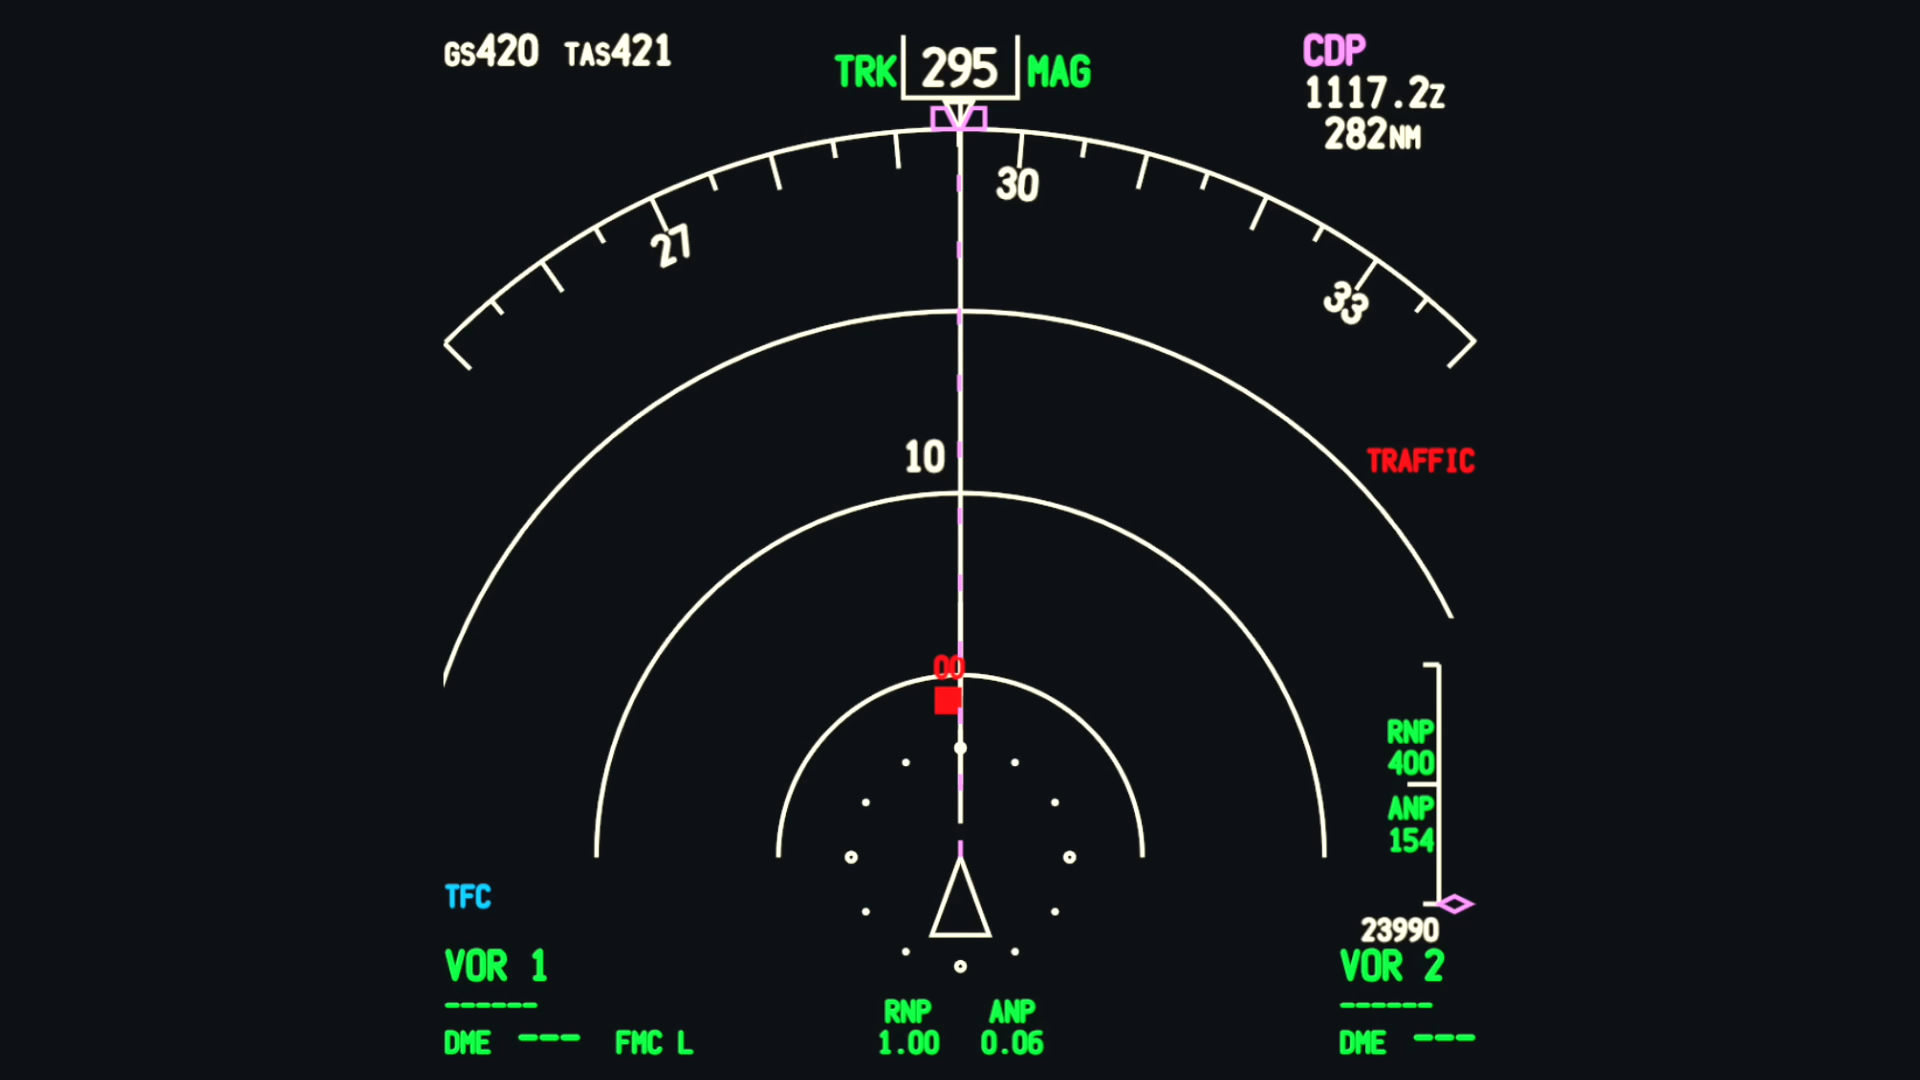 GS420 TAS421
TRK 295 MAG
CDP
1117.2Z
282NM
27
30
33
10
TRAFFIC
00
RNP
400
ANP
154
TFC
23990
VOR 1
------
DME ---
FMC L
RNP ANP
1.00 0.06
VOR 2
------
DME ---